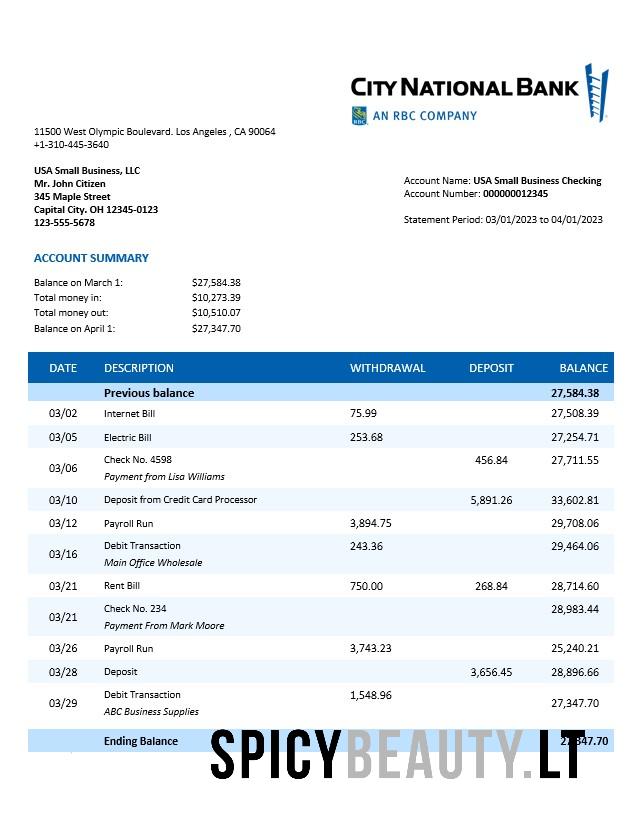 CITY NATIONAL BANK
RBC AN RBC COMPANY
11500 West Olympic Boulevard. Los Angeles , CA 90064
+1-310-445-3640
USA Small Business, LLC
Mr. John Citizen
345 Maple Street
Capital City. OH 12345-0123
123-555-5678
Account Name: USA Small Business Checking
Account Number: 000000012345
Statement Period: 03/01/2023 to 04/01/2023
ACCOUNT SUMMARY
Balance on March 1: $27,584.38
Total money in: $10,273.39
Total money out: $10,510.07
Balance on April 1: $27,347.70
DATE DESCRIPTION WITHDRAWAL DEPOSIT BALANCE
Previous balance 27,584.38
03/02 Internet Bill 75.99 27,508.39
03/05 Electric Bill 253.68 27,254.71
03/06 Check No. 4598 456.84 27,711.55
Payment from Lisa Williams
03/10 Deposit from Credit Card Processor 5,891.26 33,602.81
03/12 Payroll Run 3,894.75 29,708.06
03/16 Debit Transaction 243.36 29,464.06
Main Office Wholesale
03/21 Rent Bill 750.00 268.84 28,714.60
03/21 Check No. 234 28,983.44
Payment From Mark Moore
03/26 Payroll Run 3,743.23 25,240.21
03/28 Deposit 3,656.45 28,896.66
03/29 Debit Transaction 1,548.96 27,347.70
ABC Business Supplies
Ending Balance 27,347.70
SPICYBEAUTY.LT